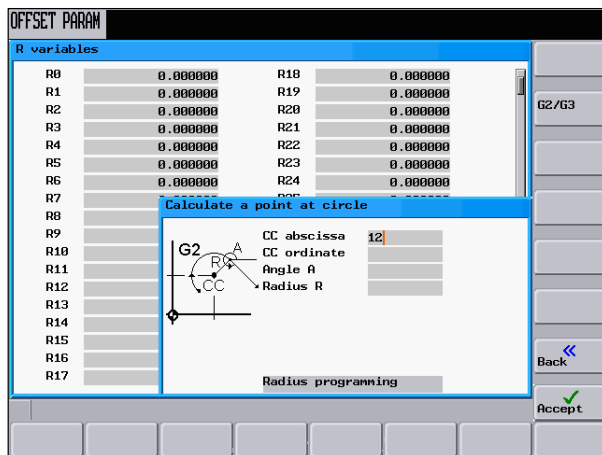 OFFSET PARAM
R variables
R0 0.000000 R18 0.000000
R1 0.000000 R19 0.000000
G2/G3
R2 0.000000 R20 0.000000
R3 0.000000 R21 0.000000
R4 0.000000 R22 0.000000
R5 0.000000 R23 0.000000
R6 0.000000 R24 0.000000
R7
Calculate a point at circle
R8
R9
R10
R11
R12
R13
R14
R15
R16
R17
CC abscissa 12
CC ordinate
Angle A
Radius R
G2 A
R
CC
Radius programming
Back
Accept